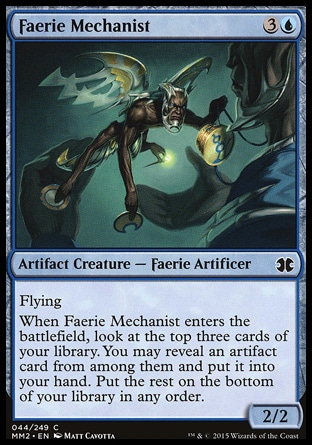 Faerie Mechanist 3
Artifact Creature — Faerie Artificer
Flying
When Faerie Mechanist enters the
battlefield, look at the top three cards of
your library. You may reveal an artifact
card from among them and put it into
your hand. Put the rest on the bottom
of your library in any order.
2/2
044/249 C
MM2 • EN Matt Cavotta ™ & © 2015 Wizards of the Coast